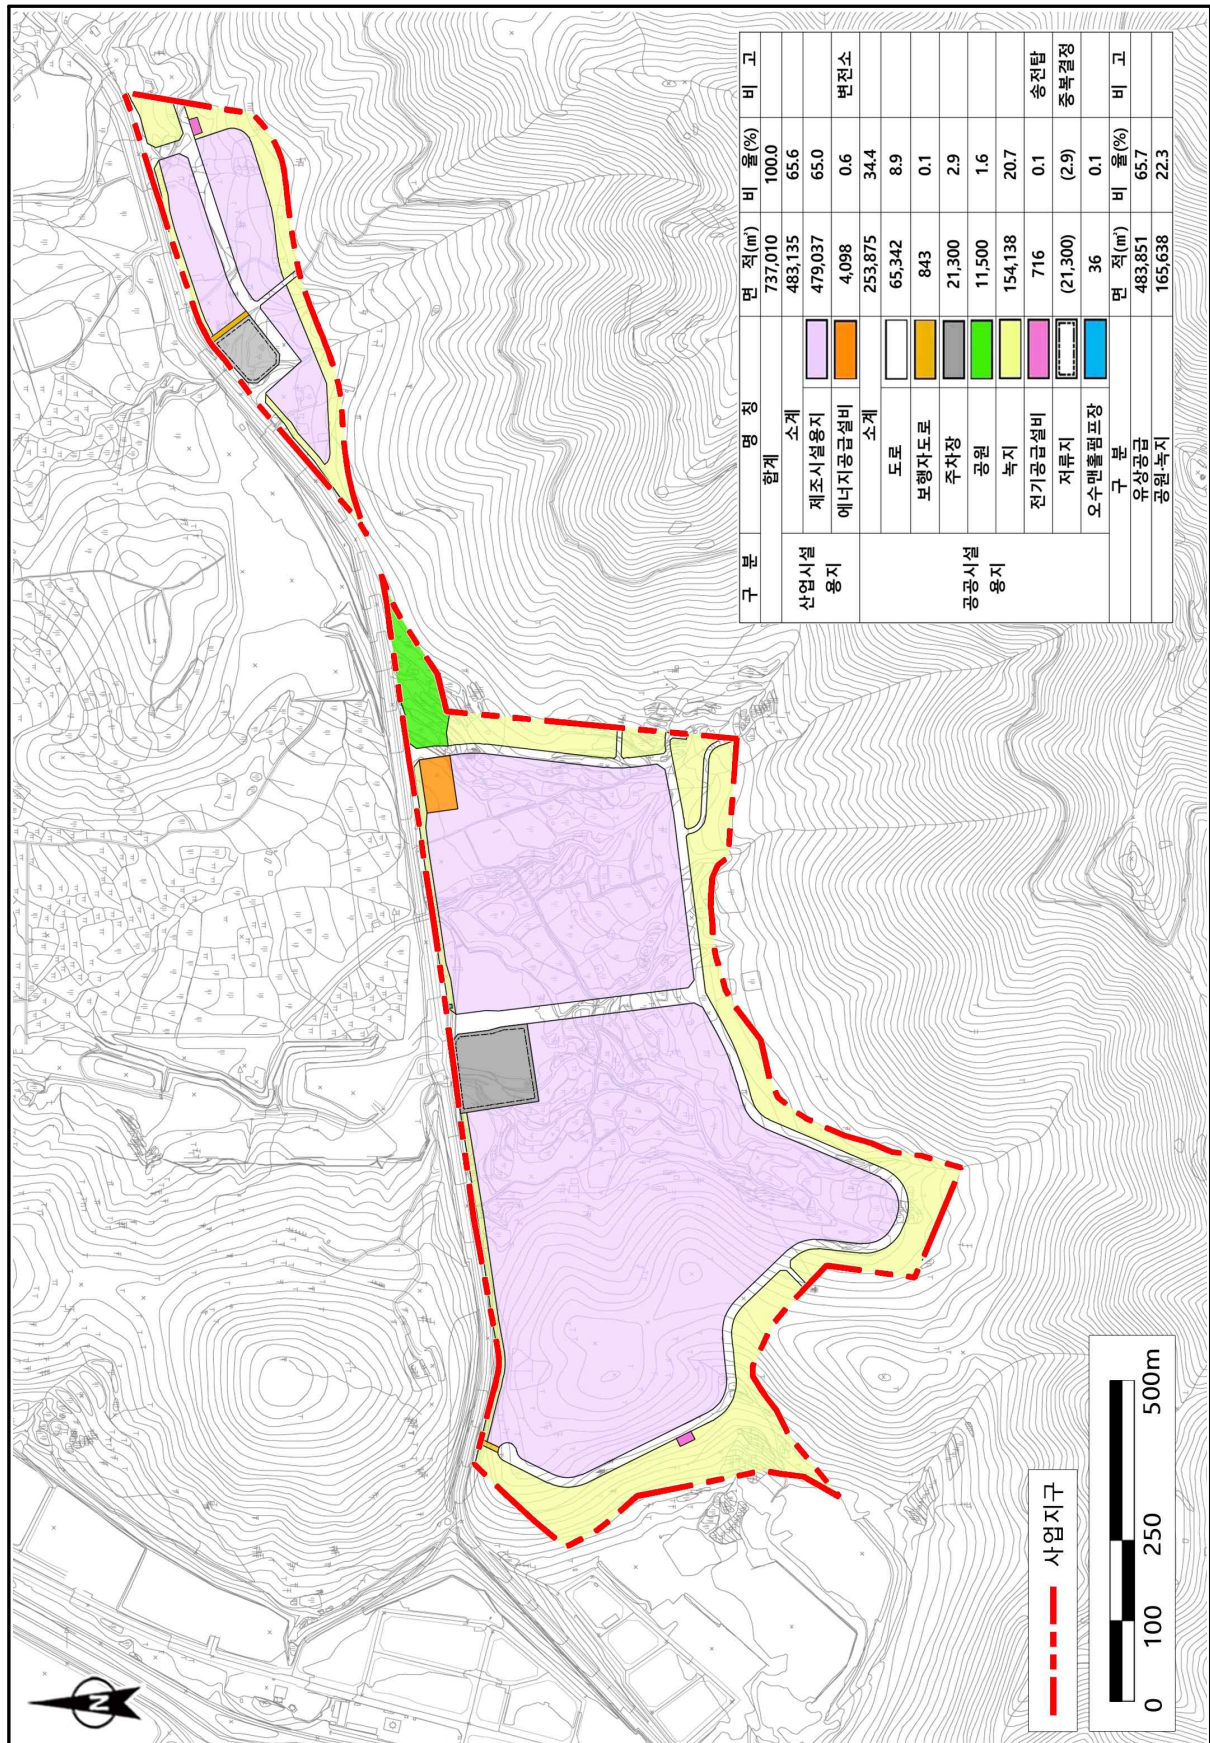 구 분 명 칭 면 적(㎡) 비 율(%) 비 고
합계 737,010 100.0
산업시설용지 소계 483,135 65.6
제조시설용지 479,037 65.0
에너지공급설비 4,098 0.6 변전소
공공시설용지 소계 253,875 34.4
도로 65,342 8.9
보행자도로 843 0.1
주차장 21,300 2.9
공원 11,500 1.6
녹지 154,138 20.7
전기공급설비 716 0.1 송전탑
저류지 (21,300) (2.9) 중복결정
오수맨홀펌프장 36 0.1
구 분 면 적(㎡) 비 율(%) 비 고
유상공급 483,851 65.7
공원·녹지 165,638 22.3
N
사업지구
0 100 250 500m